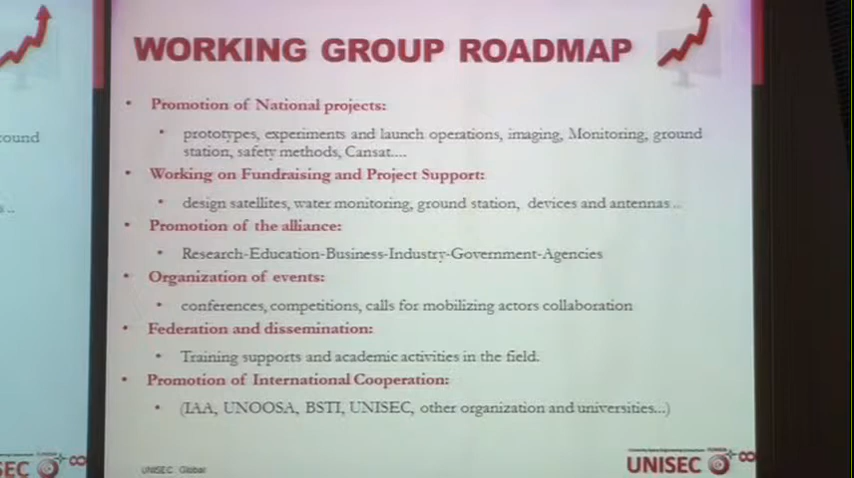 WORKING GROUP ROADMAP
• Promotion of National projects:
• prototypes, experiments and launch operations, imaging, Monitoring, ground
station, safety methods, Cansat....
• Working on Fundraising and Project Support:
• design satellites, water monitoring, ground station, devices and antennas ..
• Promotion of the alliance:
• Research-Education-Business-Industry-Government-Agencies
• Organization of events:
• conferences, competitions, calls for mobilizing actors collaboration
• Federation and dissemination:
• Training supports and academic activities in the field.
• Promotion of International Cooperation:
• (IAA, UNOOSA, BSTI, UNISEC, other organization and universities...)
UNISEC Global
UNISEC
ound
s ..
SEC